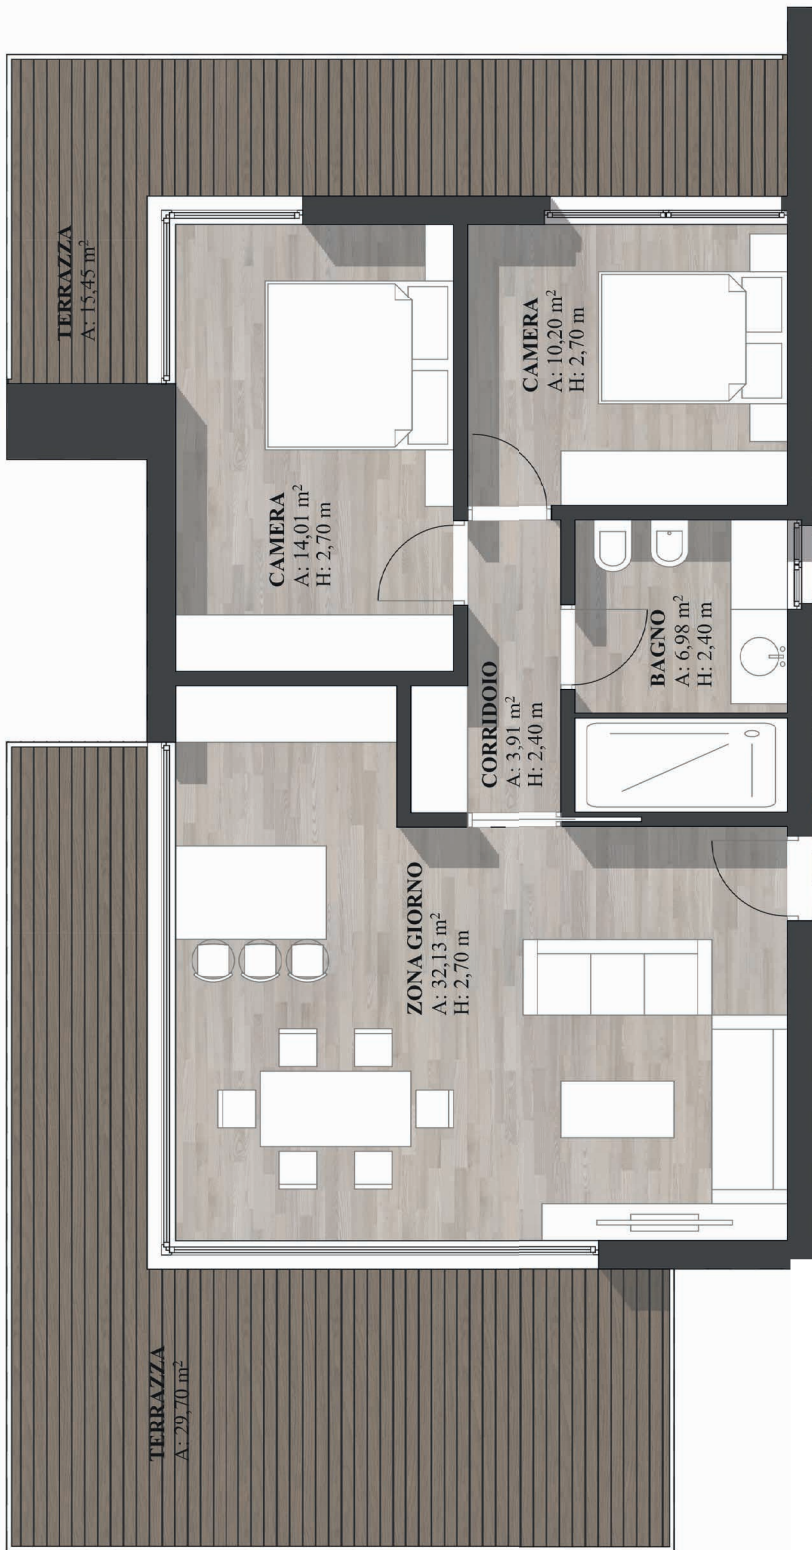 TERRAZZA
A: 15,45 m²
CAMERA
A: 14,01 m²
H: 2,70 m
CAMERA
A: 10,20 m²
H: 2,70 m
BAGNO
A: 6,98 m²
H: 2,40 m
CORRIDOIO
A: 3,91 m²
H: 2,40 m
ZONA GIORNO
A: 32,13 m²
H: 2,70 m
TERRAZZA
A: 29,70 m²